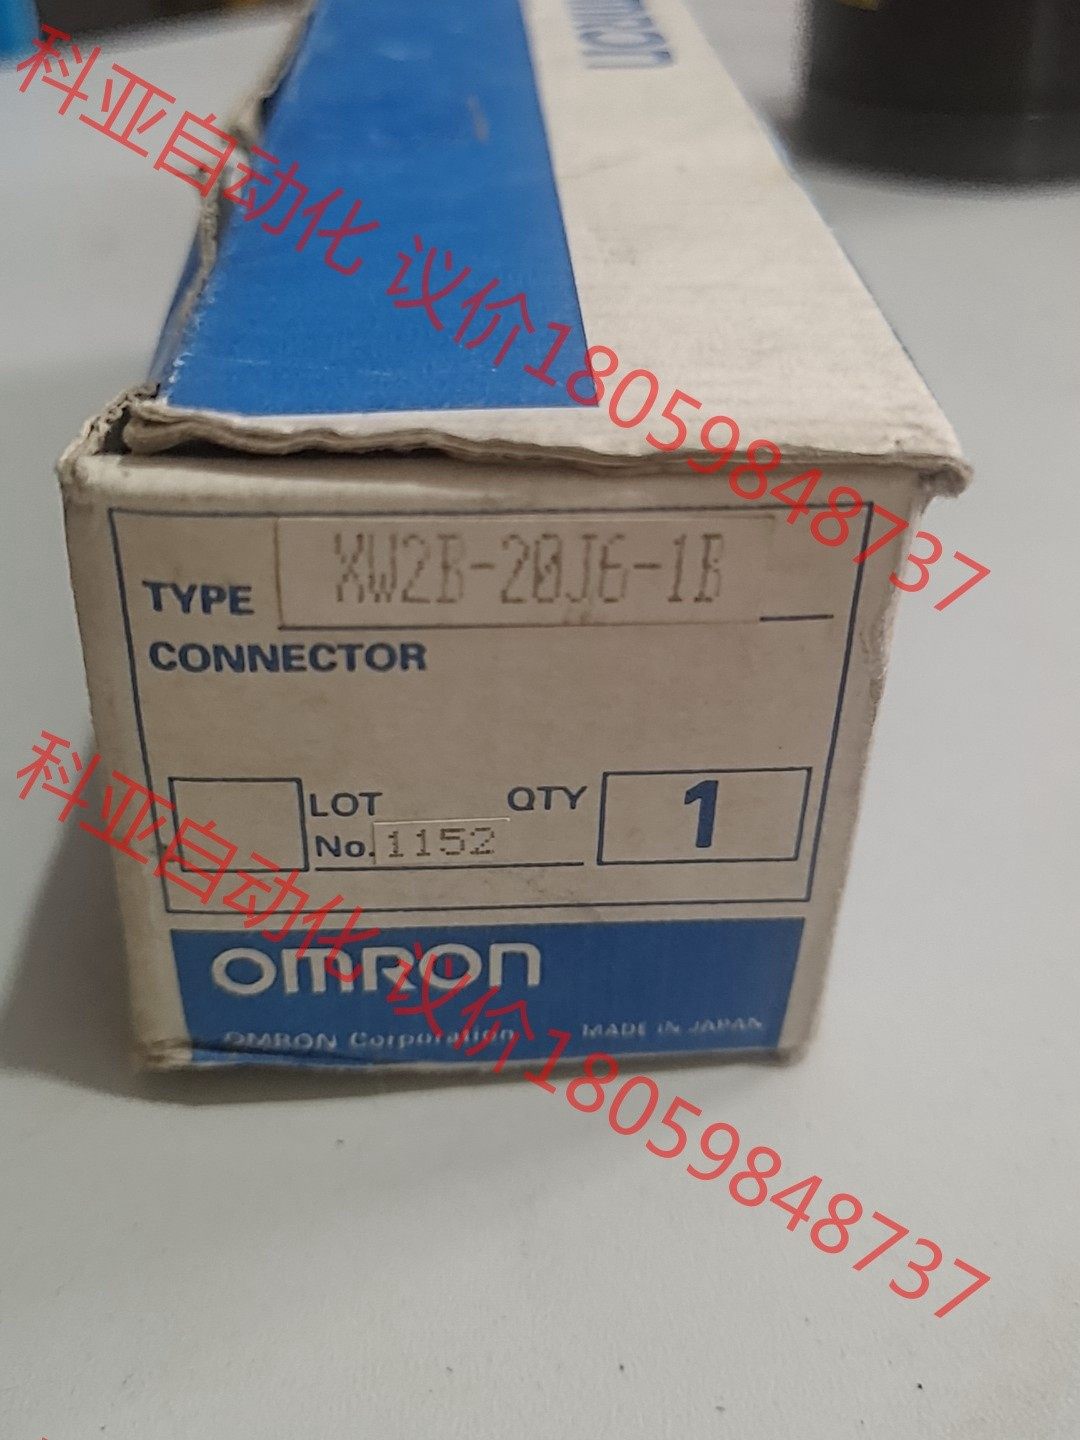 科亚自动化 议价18059848737
TYPE XW2B-20J6-1B
CONNECTOR
LOT
No. 1152
QTY
1
OMRON
OMRON Corporation MADE IN JAPAN
科亚自动化 议价18059848737